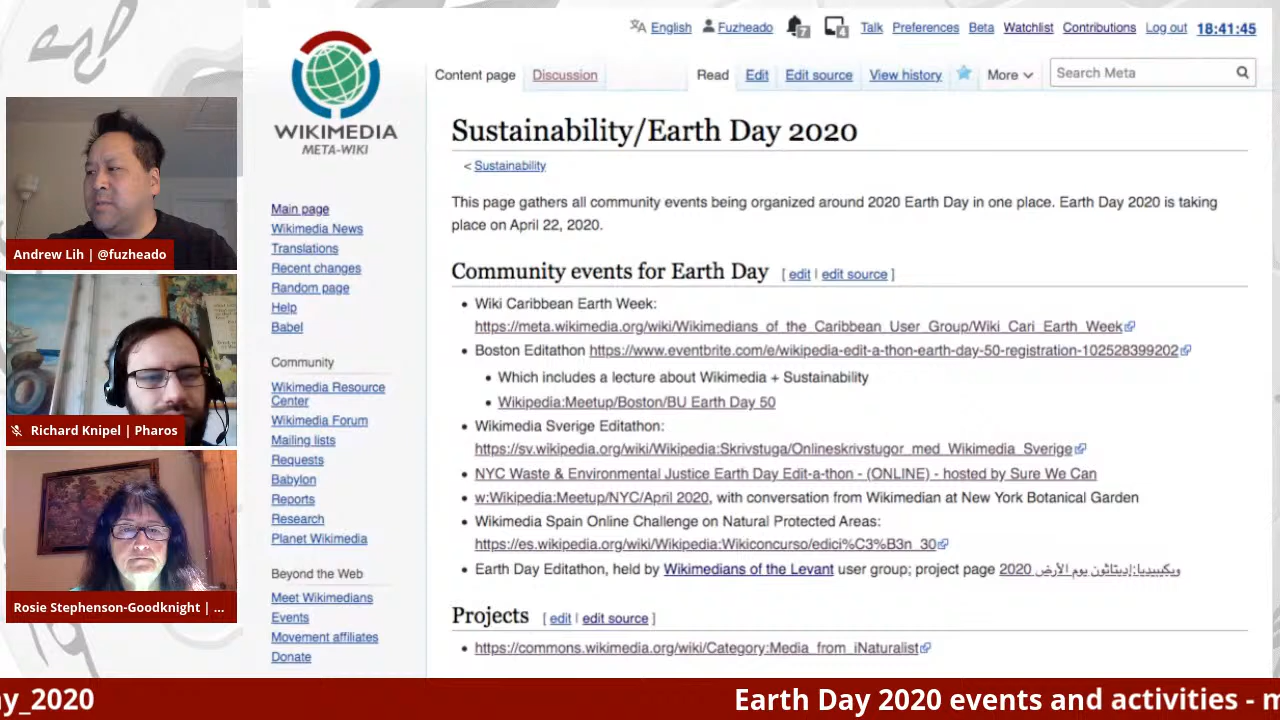 English
Fuzheado
7
4
Talk
Preferences
Beta
Watchlist
Contributions
Log out
18:41:45
Content page
Discussion
Read
Edit
Edit source
View history
More
Search Meta
WIKIMEDIA
META-WIKI
Main page
Wikimedia News
Translations
Recent changes
Random page
Help
Babel
Community
Wikimedia Resource
Center
Wikimedia Forum
Mailing lists
Requests
Babylon
Reports
Research
Planet Wikimedia
Beyond the Web
Meet Wikimedians
Events
Movement affiliates
Donate
Sustainability/Earth Day 2020
< Sustainability
This page gathers all community events being organized around 2020 Earth Day in one place. Earth Day 2020 is taking
place on April 22, 2020.
Community events for Earth Day [ edit | edit source ]
• Wiki Caribbean Earth Week:
https://meta.wikimedia.org/wiki/Wikimedians_of_the_Caribbean_User_Group/Wiki_Cari_Earth_Week
• Boston Editathon https://www.eventbrite.com/e/wikipedia-edit-a-thon-earth-day-50-registration-102528399202
• Which includes a lecture about Wikimedia + Sustainability
• Wikipedia:Meetup/Boston/BU Earth Day 50
• Wikimedia Sverige Editathon:
https://sv.wikipedia.org/wiki/Wikipedia:Skrivstuga/Onlineskrivstugor_med_Wikimedia_Sverige
• NYC Waste & Environmental Justice Earth Day Edit-a-thon - (ONLINE) - hosted by Sure We Can
• w:Wikipedia:Meetup/NYC/April 2020, with conversation from Wikimedian at New York Botanical Garden
• Wikimedia Spain Online Challenge on Natural Protected Areas:
https://es.wikipedia.org/wiki/Wikipedia:Wikiconcurso/edici%C3%B3n_30
• Earth Day Editathon, held by Wikimedians of the Levant user group; project page ويكيبيديا:إديتاثون يوم الأرض 2020
Projects [ edit | edit source ]
• https://commons.wikimedia.org/wiki/Category:Media_from_iNaturalist
Andrew Lih | @fuzheado
Richard Knipel | Pharos
Rosie Stephenson-Goodknight | ...
ay_2020
Earth Day 2020 events and activities - m